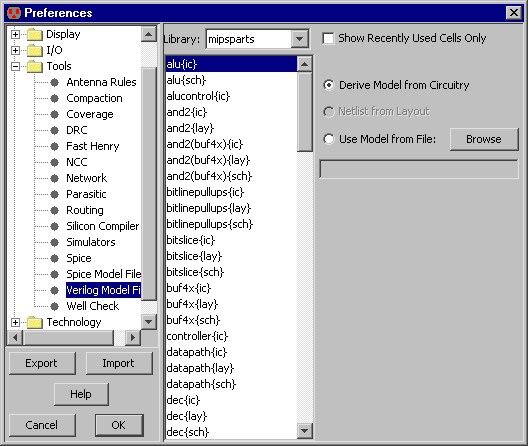 Preferences
Display
I/O
Tools
Antenna Rules
Compaction
Coverage
DRC
Fast Henry
NCC
Network
Parasitic
Routing
Silicon Compiler
Simulators
Spice
Spice Model File
Verilog Model Fi
Well Check
Technology
Export Import
Help
Cancel OK
Library: mipsparts
alu{ic}
alu{sch}
alucontrol{ic}
and2{ic}
and2{lay}
and2(buf4x){ic}
and2(buf4x){lay}
and2(buf4x){sch}
bitlinepullups{ic}
bitlinepullups{lay}
bitlinepullups{sch}
bitslice{ic}
bitslice{lay}
bitslice{sch}
buf4x{ic}
buf4x{lay}
buf4x{sch}
controller{ic}
datapath{ic}
datapath{lay}
datapath{sch}
dec{ic}
dec{lay}
dec{sch}
Show Recently Used Cells Only
Derive Model from Circuitry
Netlist from Layout
Use Model from File: Browse